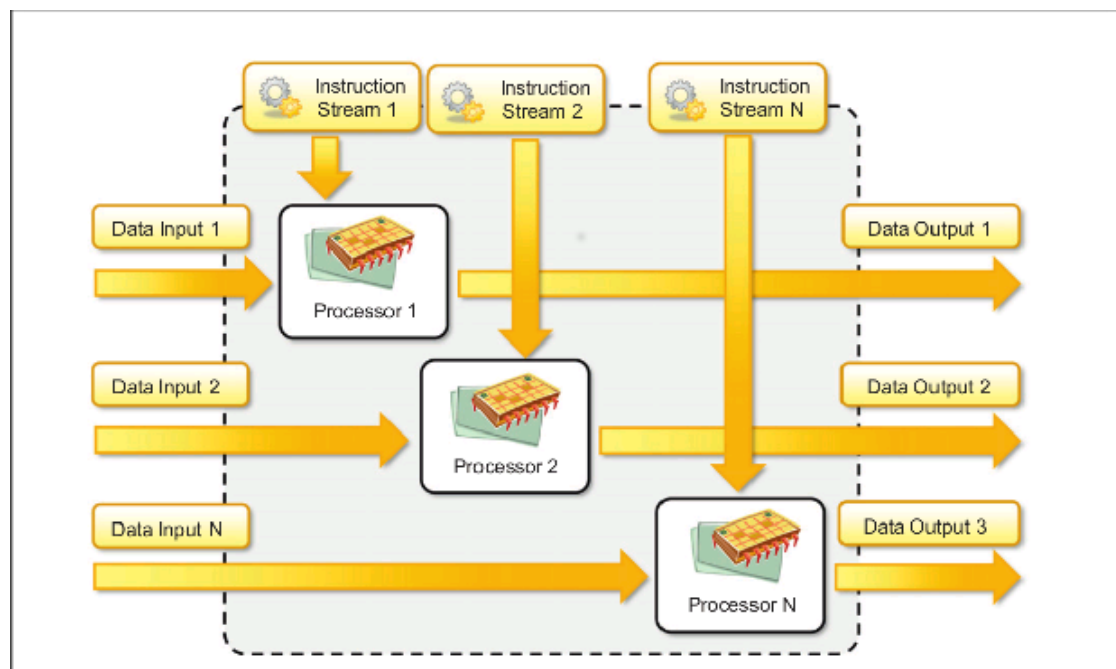 Instruction
Stream 1
Instruction
Stream 2
Instruction
Stream N
Data Input 1
Processor 1
Data Output 1
Data Input 2
Processor 2
Data Output 2
Data Input N
Processor N
Data Output 3